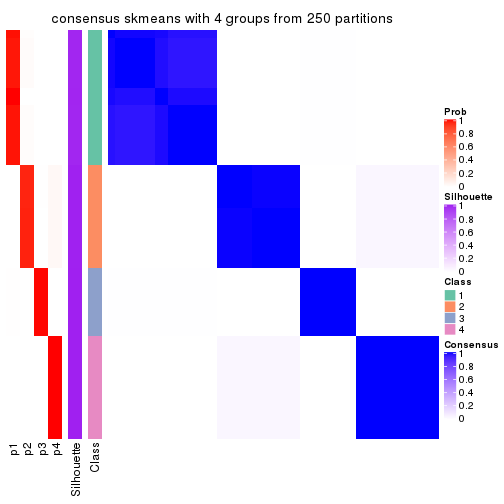 consensus skmeans with 4 groups from 250 partitions
Prob
1
0.8
0.6
0.4
0.2
0
Silhouette
1
0.8
0.6
0.4
0.2
0
Class
1
2
3
4
Consensus
1
0.8
0.6
0.4
0.2
0
p1
p2
p3
p4
Silhouette
Class